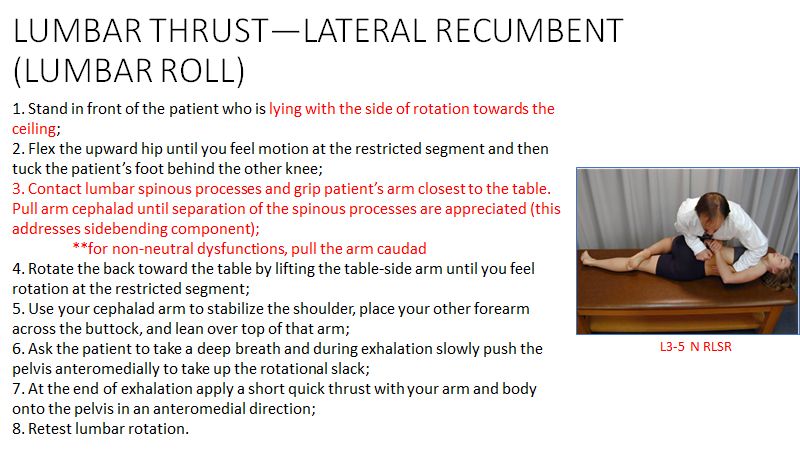 LUMBAR THRUST—LATERAL RECUMBENT
(LUMBAR ROLL)
1. Stand in front of the patient who is lying with the side of rotation towards the
ceiling;
2. Flex the upward hip until you feel motion at the restricted segment and then
tuck the patient's foot behind the other knee;
3. Contact lumbar spinous processes and grip patient's arm closest to the table.
Pull arm cephalad until separation of the spinous processes are appreciated (this
addresses sidebending component);
**for non-neutral dysfunctions, pull the arm caudad
4. Rotate the back toward the table by lifting the table-side arm until you feel
rotation at the restricted segment;
5. Use your cephalad arm to stabilize the shoulder, place your other forearm
across the buttock, and lean over top of that arm;
6. Ask the patient to take a deep breath and during exhalation slowly push the
pelvis anteromedially to take up the rotational slack;
7. At the end of exhalation apply a short quick thrust with your arm and body
onto the pelvis in an anteromedial direction;
8. Retest lumbar rotation.
L3-5 N RLSR